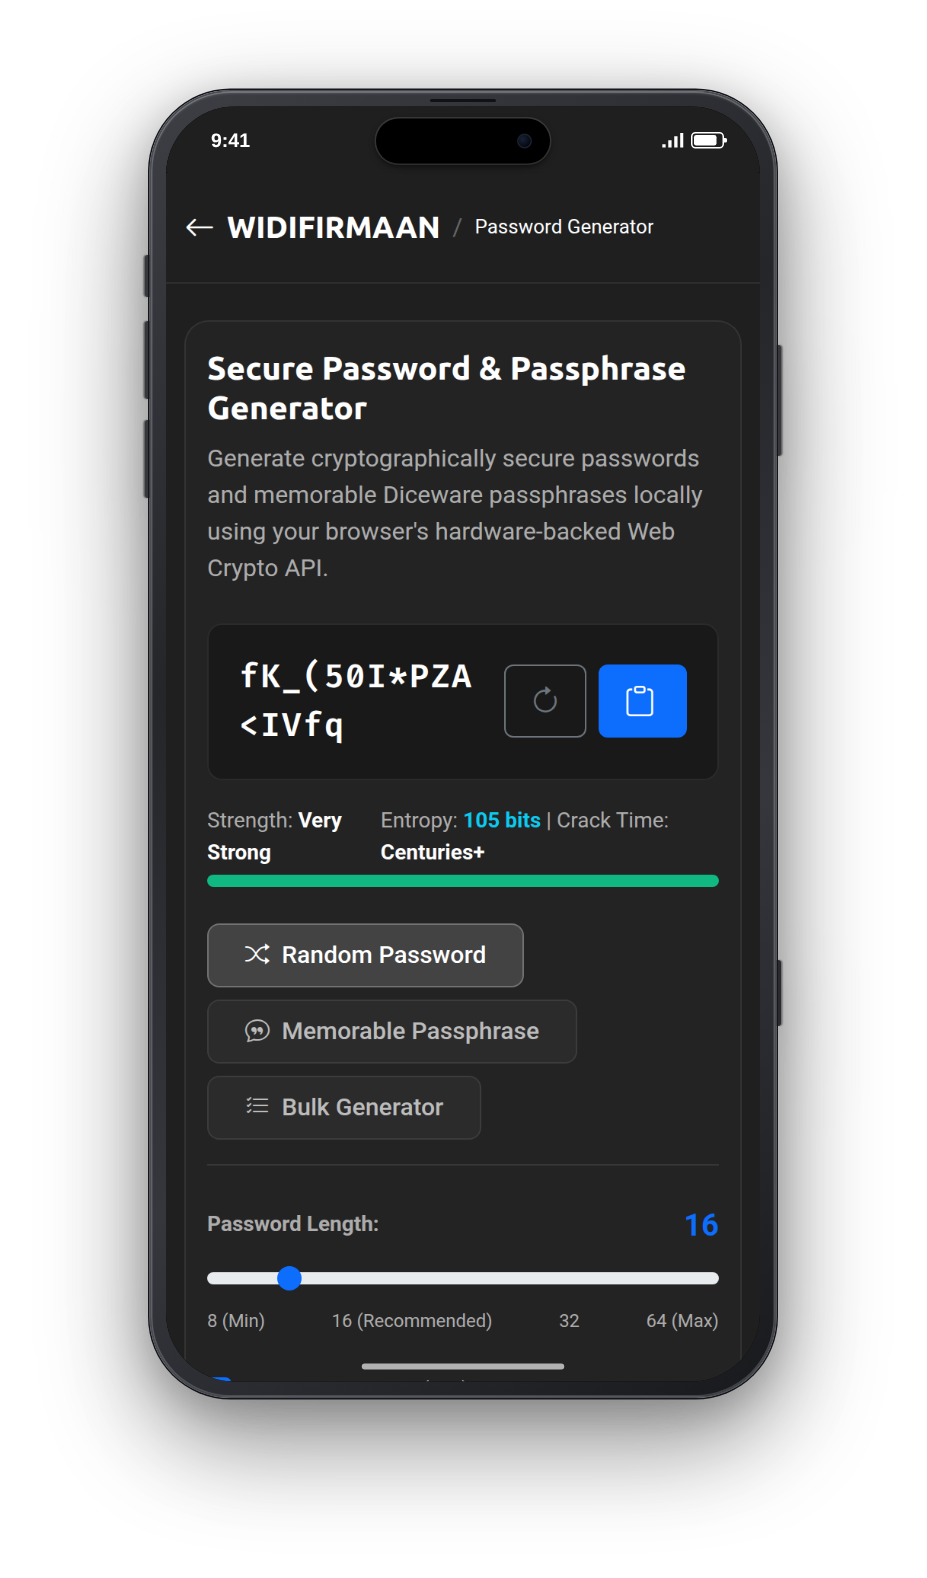 9:41
WIDIFIRMAAN / Password Generator
Secure Password & Passphrase
Generator
Generate cryptographically secure passwords
and memorable Diceware passphrases locally
using your browser's hardware-backed Web
Crypto API.
fK_(50I*PZA
<IVfq
Strength: Very
Strong
Entropy: 105 bits | Crack Time:
Centuries+
Random Password
Memorable Passphrase
Bulk Generator
Password Length: 16
8 (Min) 16 (Recommended) 32 64 (Max)